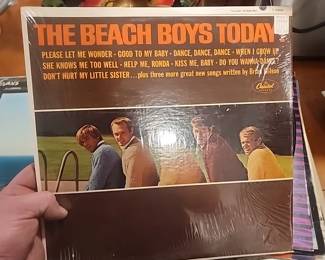 THE BEACH BOYS TODAY
PLEASE LET ME WONDER · GOOD TO MY BABY · DANCE, DANCE, DANCE · WHEN I GROW UP
SHE KNOWS ME TOO WELL · HELP ME, RONDA · KISS ME, BABY · DO YOU WANNA DANCE?
DON'T HURT MY LITTLE SISTER...plus three more great new songs written by Brian Wilson
Capitol